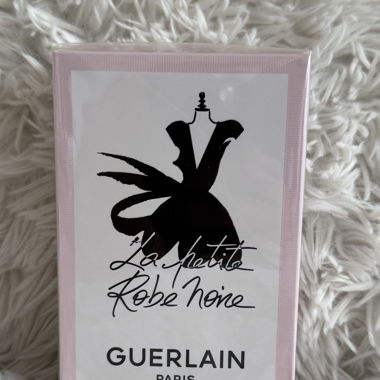 La petite
Robe Noire
GUERLAIN
PARIS